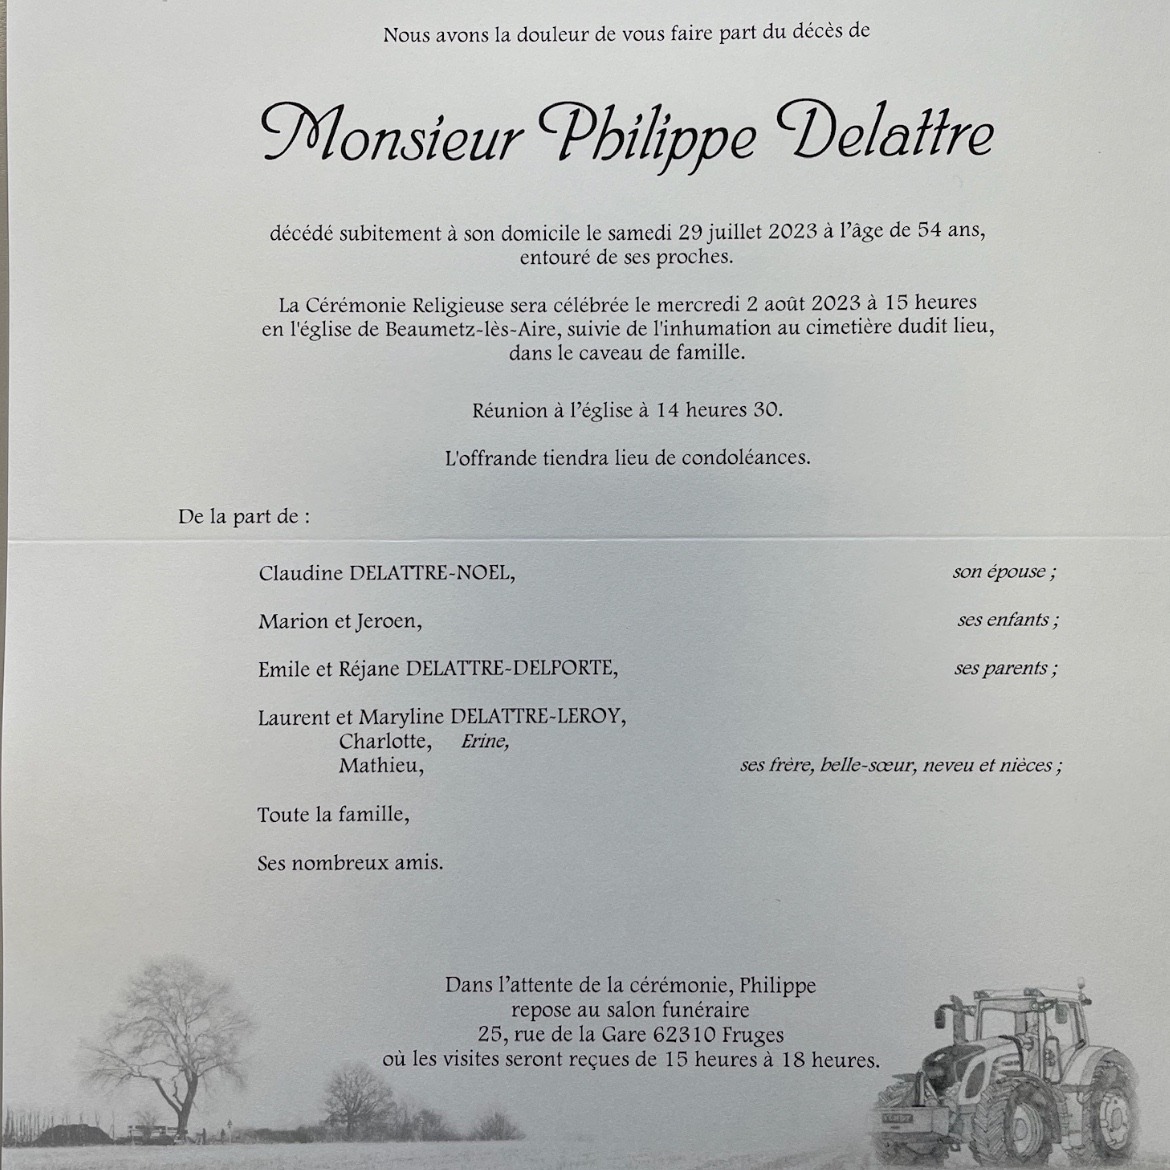 Nous avons la douleur de vous faire part du décès de
Monsieur Philippe Delattre
décédé subitement à son domicile le samedi 29 juillet 2023 à l'âge de 54 ans,
entouré de ses proches.
La Cérémonie Religieuse sera célébrée le mercredi 2 août 2023 à 15 heures
en l'église de Beaumetz-lès-Aire, suivie de l'inhumation au cimetière dudit lieu,
dans le caveau de famille.
Réunion à l'église à 14 heures 30.
L'offrande tiendra lieu de condoléances.
De la part de :
Claudine DELATTRE-NOEL, son épouse ;
Marion et Jeroen, ses enfants ;
Emile et Réjane DELATTRE-DELPORTE, ses parents ;
Laurent et Maryline DELATTRE-LEROY,
Charlotte, Erine,
Mathieu, ses frère, belle-sœur, neveu et nièces ;
Toute la famille,
Ses nombreux amis.
Dans l'attente de la cérémonie, Philippe
repose au salon funéraire
25, rue de la Gare 62310 Fruges
où les visites seront reçues de 15 heures à 18 heures.